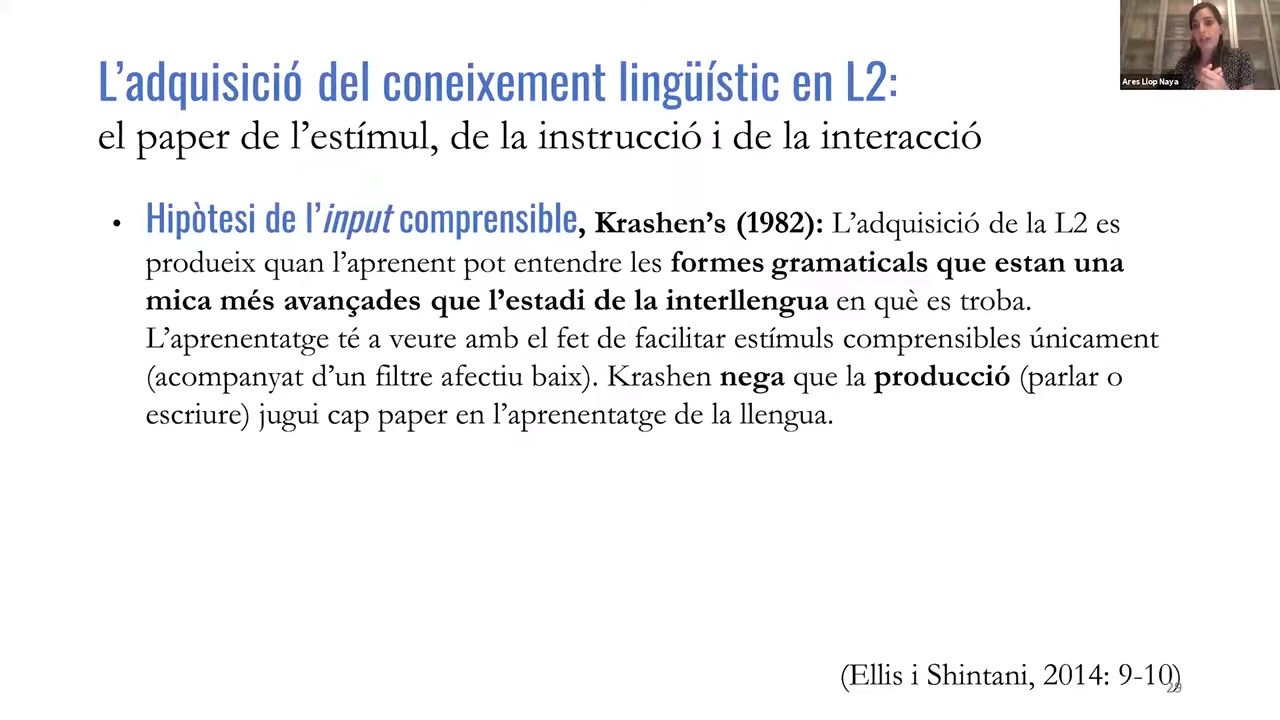 Ares Llop Naya
L’adquisició del coneixement lingüístic en L2:
el paper de l’estímul, de la instrucció i de la interacció
• Hipòtesi de l’input comprensible, Krashen’s (1982): L’adquisició de la L2 es
produeix quan l’aprenent pot entendre les formes gramaticals que estan una
mica més avançades que l’estadi de la interllengua en què es troba.
L’aprenentatge té a veure amb el fet de facilitar estímuls comprensibles únicament
(acompanyat d’un filtre afectiu baix). Krashen nega que la producció (parlar o
escriure) jugui cap paper en l’aprenentatge de la llengua.
(Ellis i Shintani, 2014: 9-10)
29